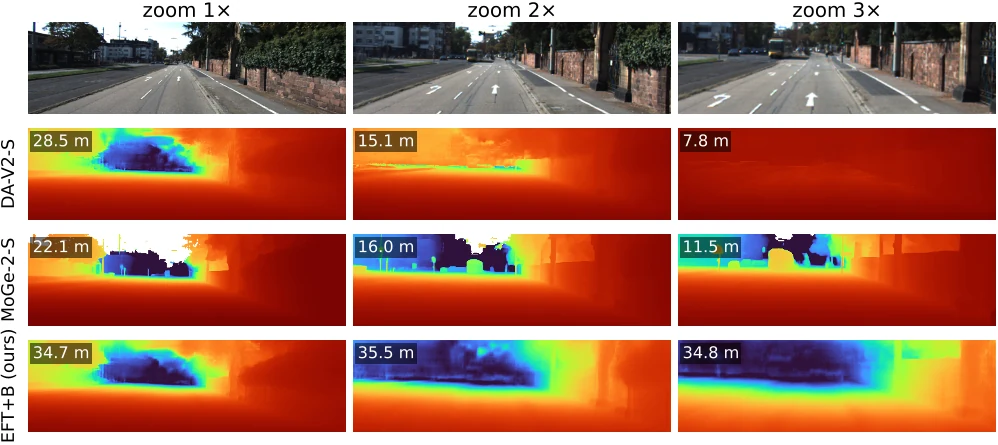 zoom 1× zoom 2× zoom 3×
DA-V2-S
28.5 m 15.1 m 7.8 m
MoGe-2-S
22.1 m 16.0 m 11.5 m
EFT+B (ours)
34.7 m 35.5 m 34.8 m